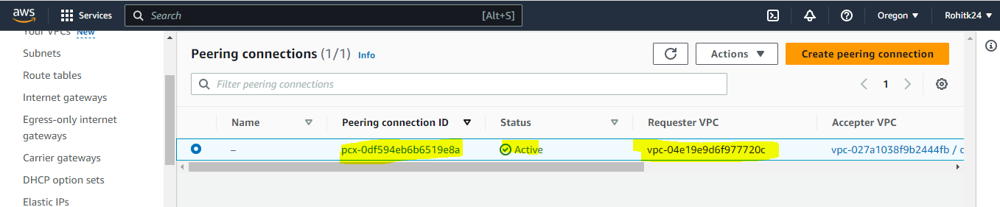 aws Services Search [Alt+S] Oregon ▼ Rohitk24 ▼
Your VPCs New
Subnets
Route tables
Internet gateways
Egress-only internet
gateways
Carrier gateways
DHCP option sets
Elastic IPs
Peering connections (1/1) Info
Actions ▼
Create peering connection
Filter peering connections
1
Name Peering connection ID Status Requester VPC Accepter VPC
– pcx-0df594eb6b6519e8a Active vpc-04e19e9d6f977720c vpc-027a1038f9b2444fb /